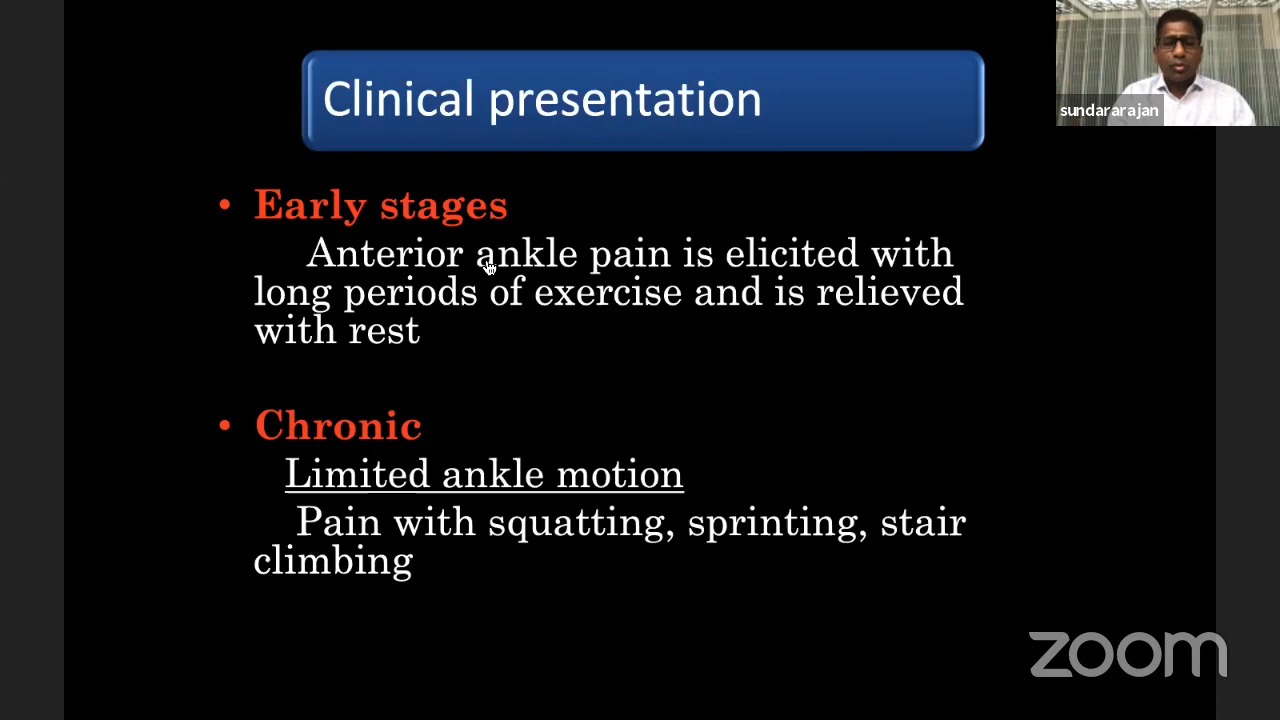 Clinical presentation
sundararajan
• Early stages
Anterior ankle pain is elicited with
long periods of exercise and is relieved
with rest
• Chronic
Limited ankle motion
Pain with squatting, sprinting, stair
climbing
zoom